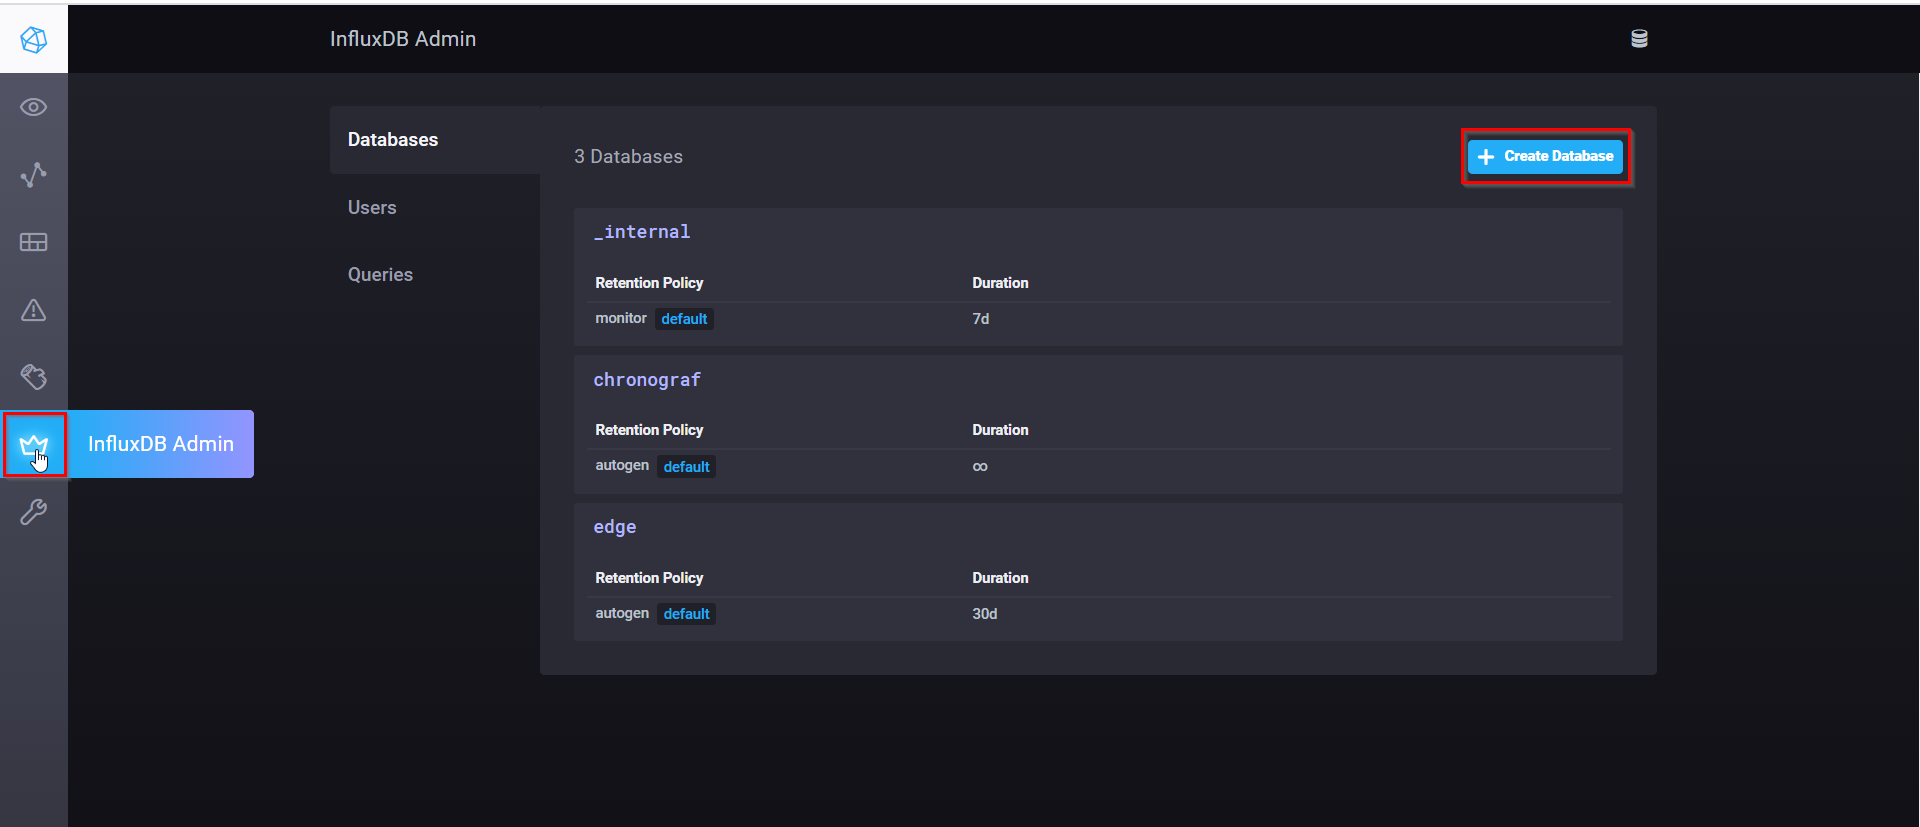 InfluxDB Admin
Databases
Users
Queries
3 Databases
Create Database
_internal
Retention Policy Duration
monitor default 7d
chronograf
Retention Policy Duration
autogen default ∞
edge
Retention Policy Duration
autogen default 30d
InfluxDB Admin